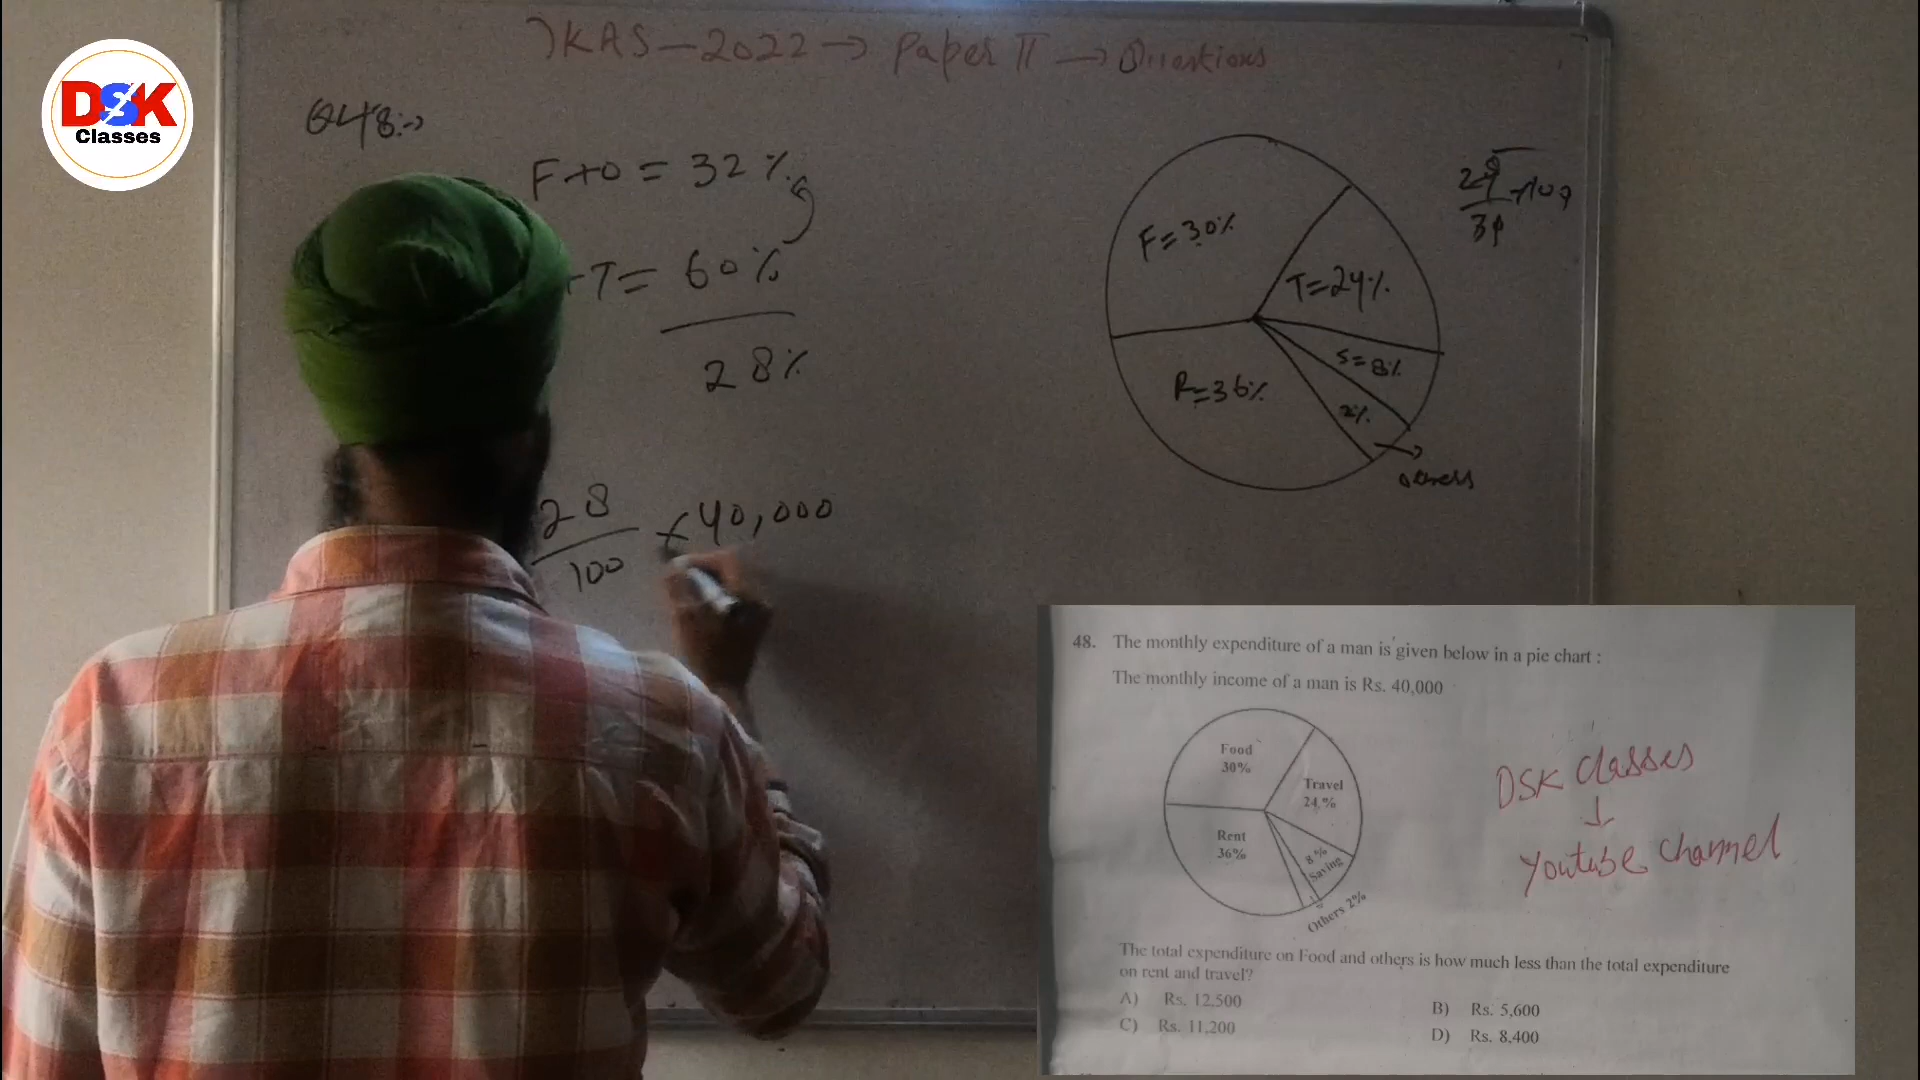 DSK
Classes
JKAS-2022 → Paper II → Questions
Q48:→
F+O = 32%
+T = 60%
28%
28
100
× 40,000
F=30%
T=24%
S=8%
2%
R=36%
others
48. The monthly expenditure of a man is given below in a pie chart :
The monthly income of a man is Rs. 40,000
Food
30%
Travel
24%
Rent
36%
8%
Saving
Others 2%
DSK Classes
↓
Youtube Channel
The total expenditure on Food and others is how much less than the total expenditure
on rent and travel?
A) Rs. 12,500
B) Rs. 5,600
C) Rs. 11,200
D) Rs. 8,400